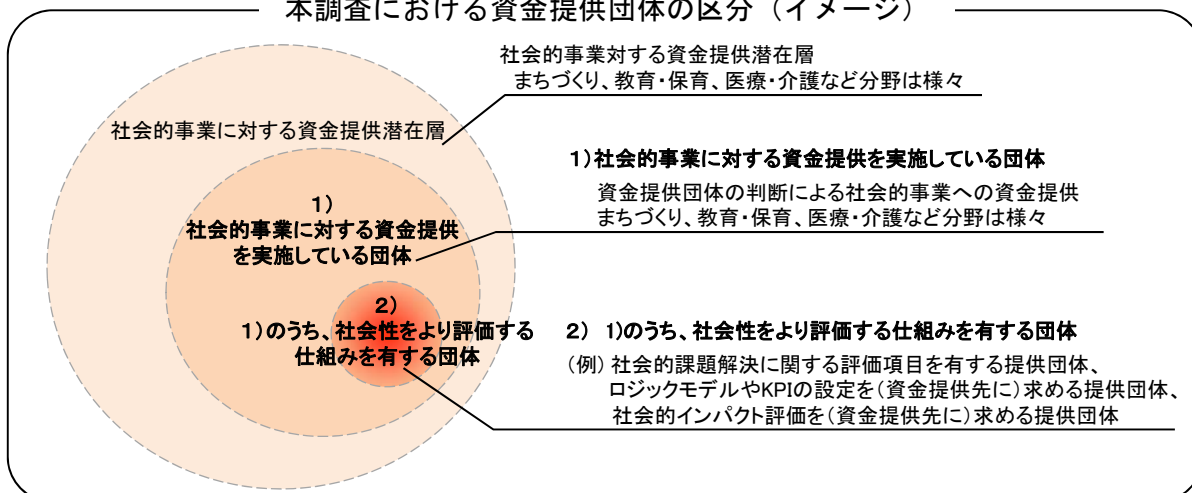 本調査における資金提供団体の区分（イメージ）
社会的事業対する資金提供潜在層
まちづくり、教育・保育、医療・介護など分野は様々
社会的事業に対する資金提供潜在層
1）社会的事業に対する資金提供を実施している団体
資金提供団体の判断による社会的事業への資金提供
まちづくり、教育・保育、医療・介護など分野は様々
1）
社会的事業に対する資金提供
を実施している団体
2）
1）のうち、社会性をより評価する
仕組みを有する団体
2） 1）のうち、社会性をより評価する仕組みを有する団体
（例）社会的課題解決に関する評価項目を有する提供団体、
ロジックモデルやKPIの設定を（資金提供先に）求める提供団体、
社会的インパクト評価を（資金提供先に）求める提供団体